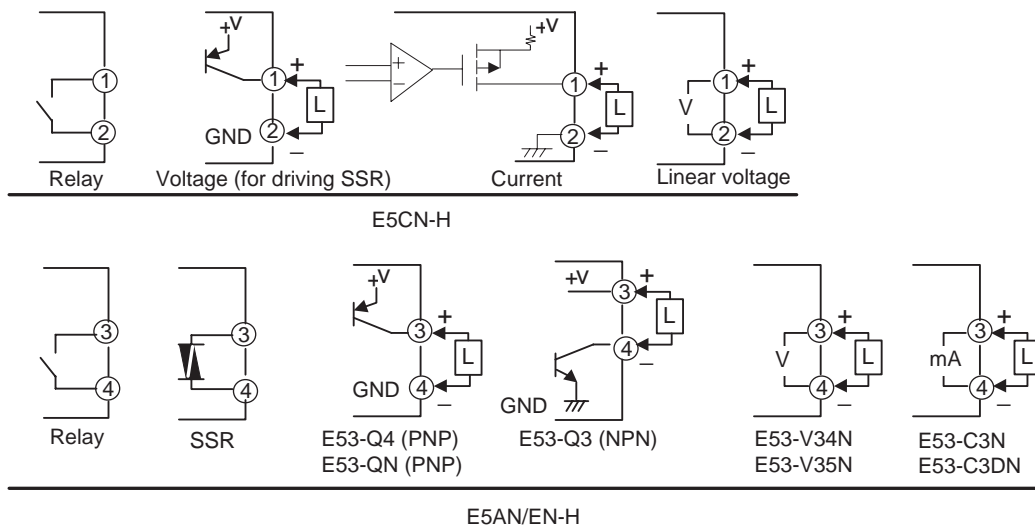 +V
+V
1
+
L
2
GND
−
Relay
Voltage (for driving SSR)
+
−
+V
1
+
L
2
−
Current
1
+
V
L
2
−
Linear voltage
1
2
E5CN-H
3
4
Relay
3
4
SSR
+V
3
+
L
GND
4
−
E53-Q4 (PNP)
E53-QN (PNP)
+V
3
+
L
4
−
GND
E53-Q3 (NPN)
3
+
V
L
4
−
E53-V34N
E53-V35N
3
+
mA
L
4
−
E53-C3N
E53-C3DN
E5AN/EN-H